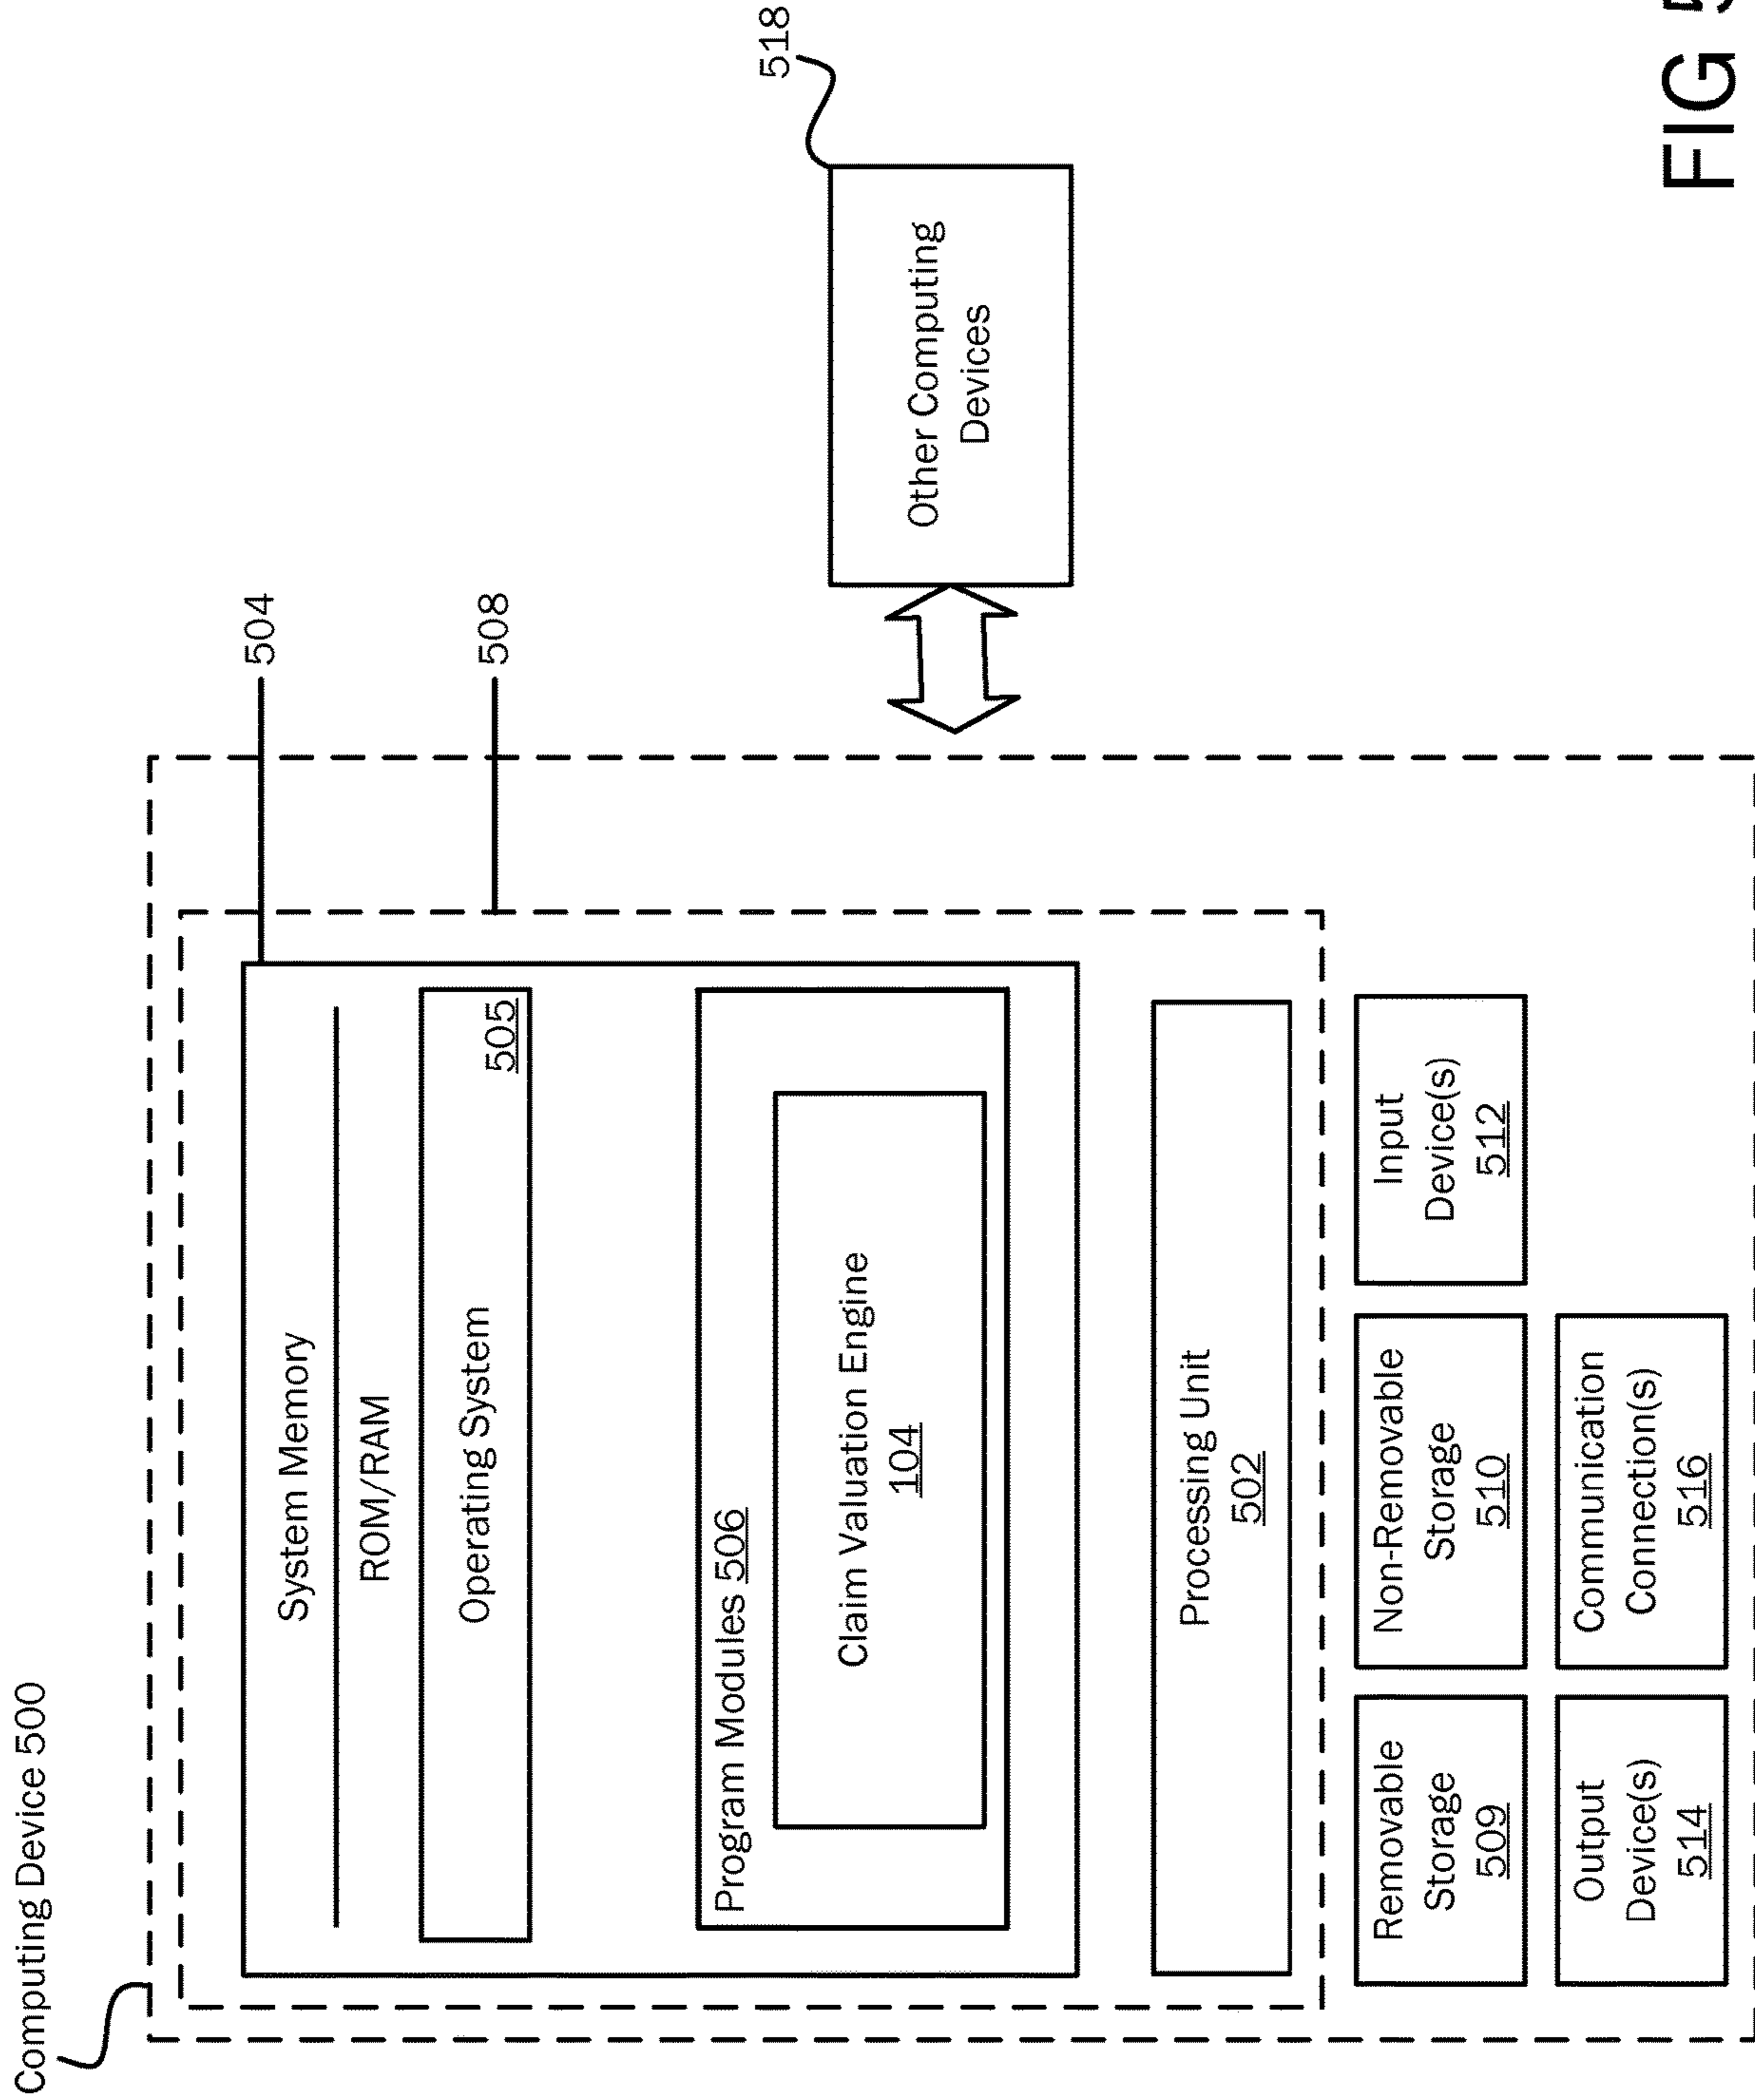 Computing Device 500
504
508
System Memory
ROM/RAM
Operating System
505
Program Modules 506
Claim Valuation Engine
104
Processing Unit
502
Removable
Storage
509
Non-Removable
Storage
510
Input
Device(s)
512
Output
Device(s)
514
Communication
Connection(s)
516
Other Computing
Devices
518
FIG 5